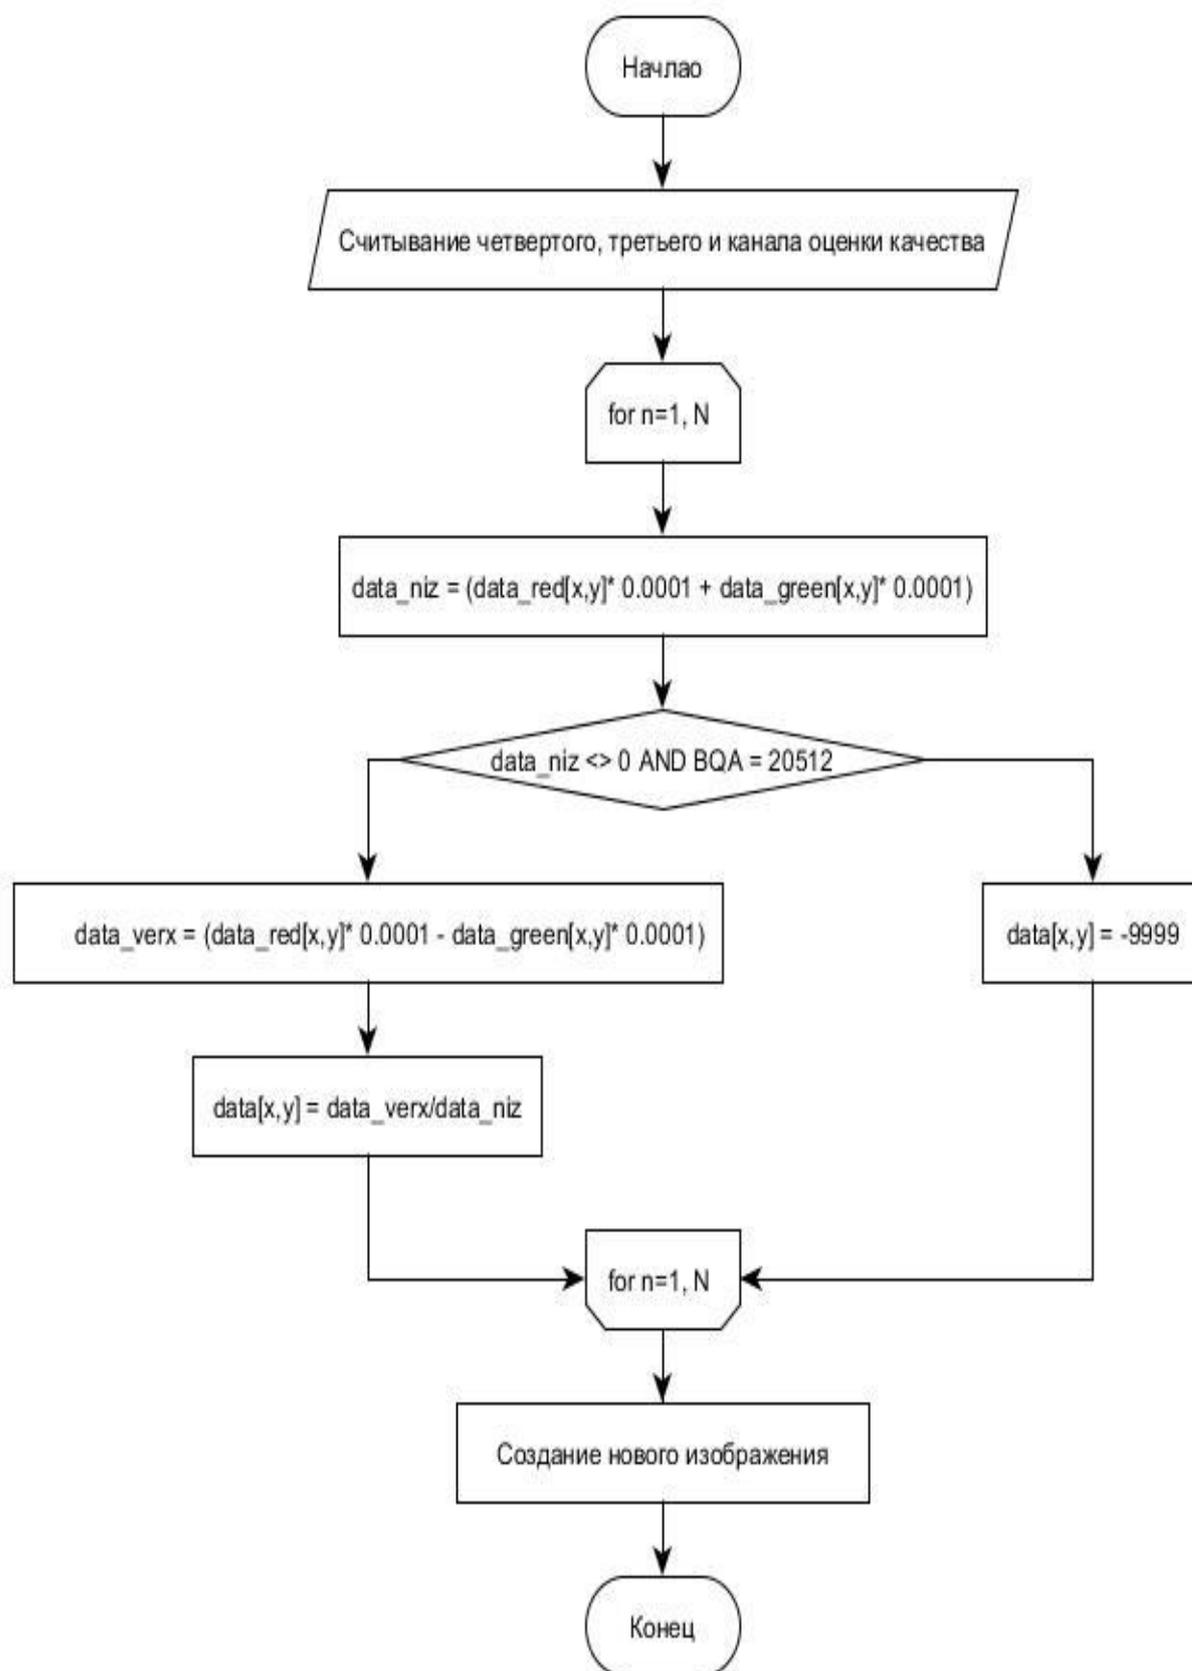 Начлао
Считывание четвертого, третьего и канала оценки качества
for n=1, N
data_niz = (data_red[x,y]* 0.0001 + data_green[x,y]* 0.0001)
data_niz <> 0 AND BQA = 20512
data_verx = (data_red[x,y]* 0.0001 - data_green[x,y]* 0.0001)
data[x,y] = -9999
data[x,y] = data_verx/data_niz
for n=1, N
Создание нового изображения
Конец